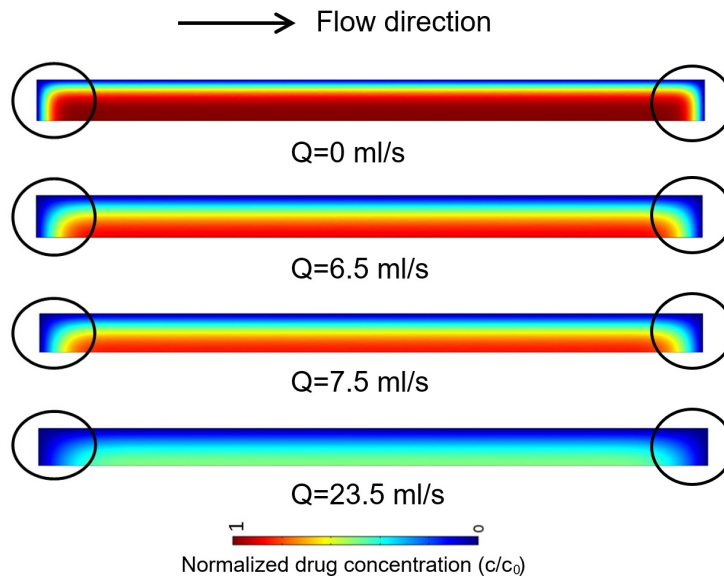 Flow direction
Q=0 ml/s
Q=6.5 ml/s
Q=7.5 ml/s
Q=23.5 ml/s
1 0
Normalized drug concentration (c/c₀)